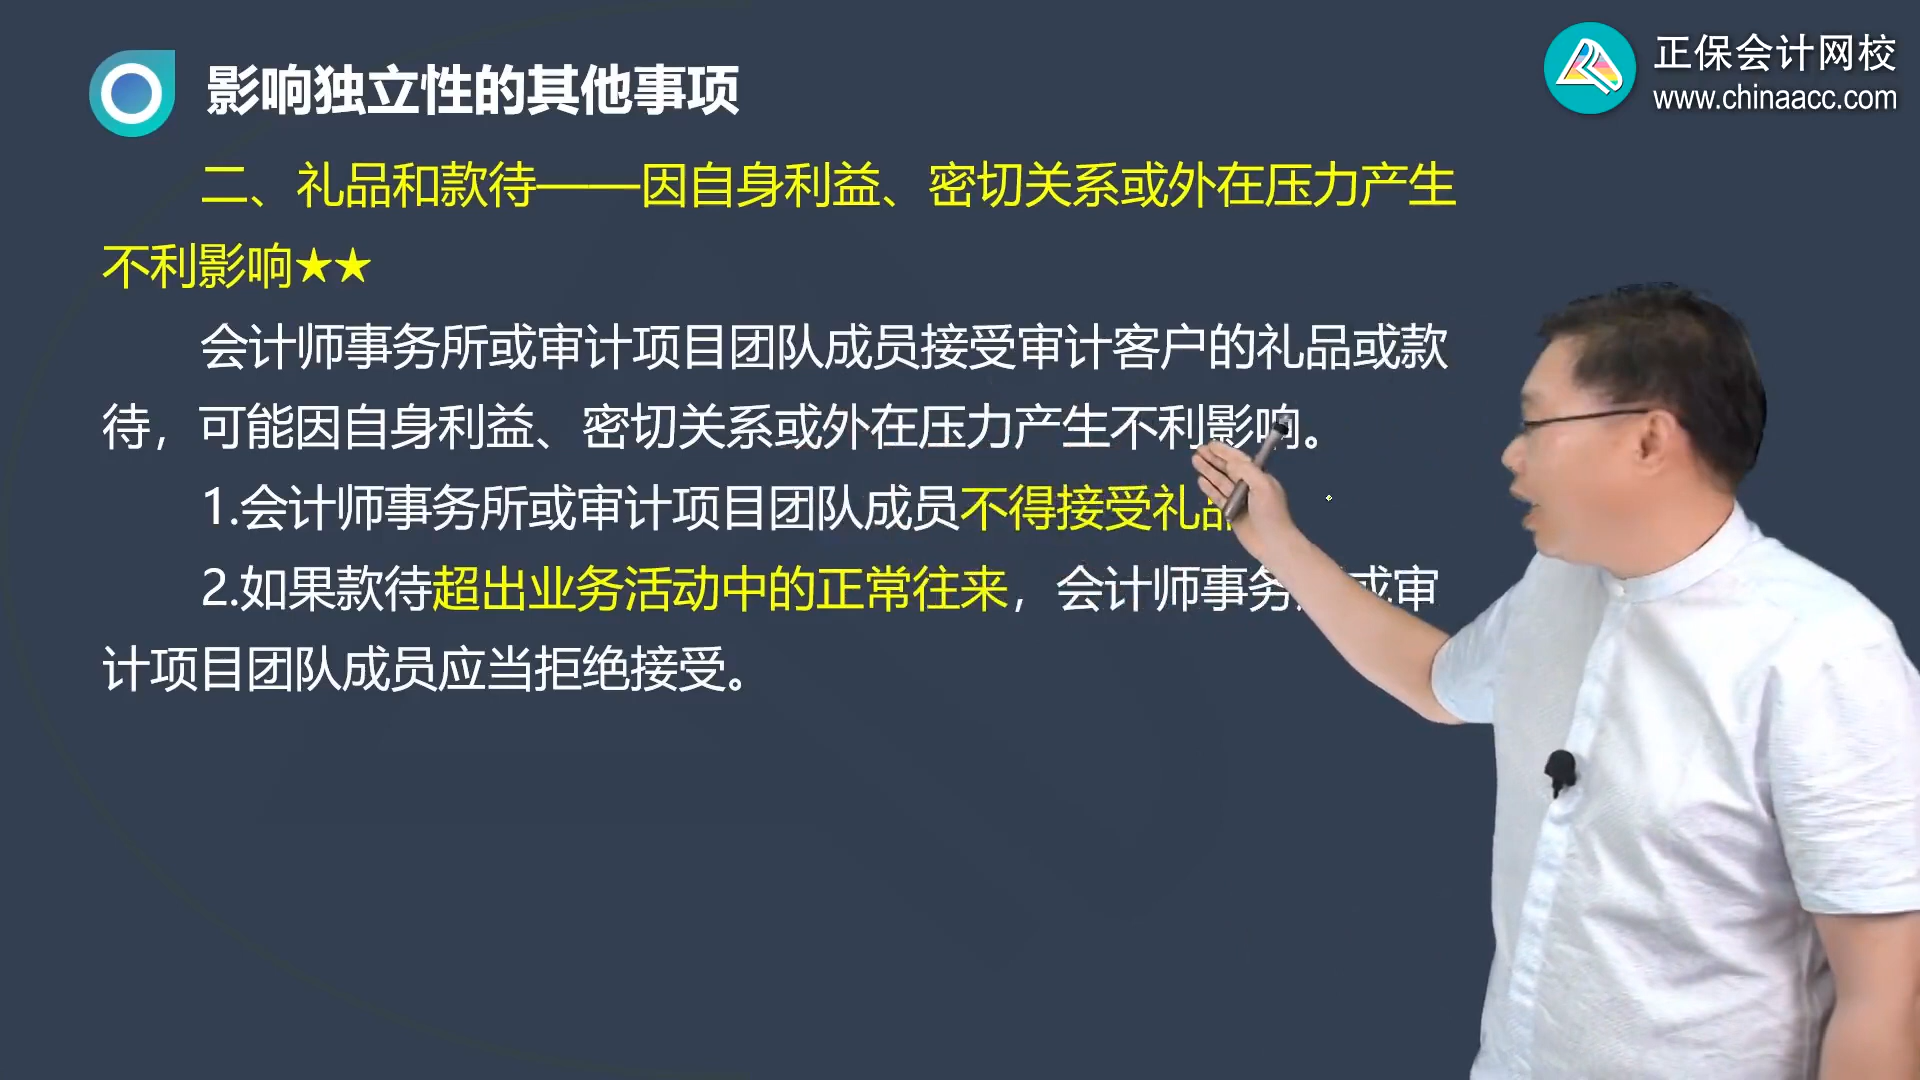 影响独立性的其他事项
正保会计网校
www.chinaacc.com
二、礼品和款待——因自身利益、密切关系或外在压力产生
不利影响★★
会计师事务所或审计项目团队成员接受审计客户的礼品或款
待，可能因自身利益、密切关系或外在压力产生不利影响。
1.会计师事务所或审计项目团队成员不得接受礼品
2.如果款待超出业务活动中的正常往来，会计师事务 或审
计项目团队成员应当拒绝接受。